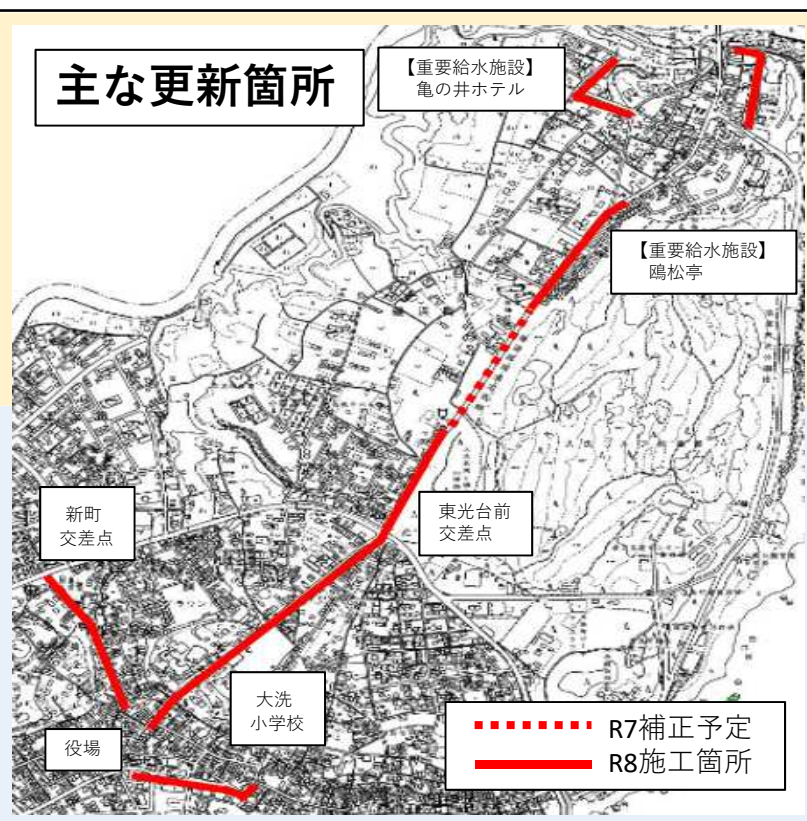 主な更新箇所
【重要給水施設】
亀の井ホテル
【重要給水施設】
鴎松亭
新町
交差点
東光台前
交差点
大洗
小学校
役場
R7補正予定
R8施工箇所